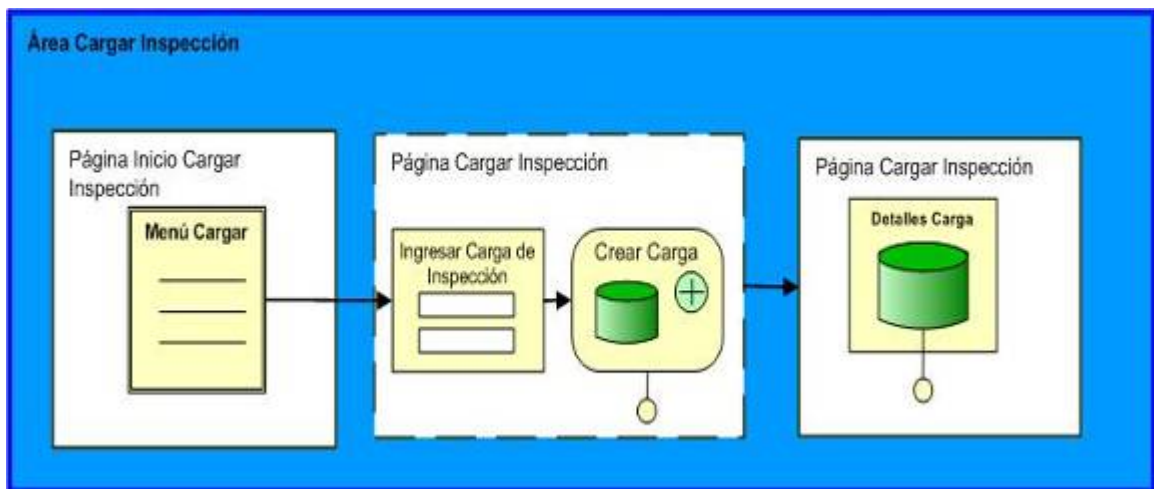 Área Cargar Inspección
Página Inicio Cargar
Inspección
Menú Cargar
Página Cargar Inspección
Ingresar Carga de
Inspección
Crear Carga
Página Cargar Inspección
Detalles Carga